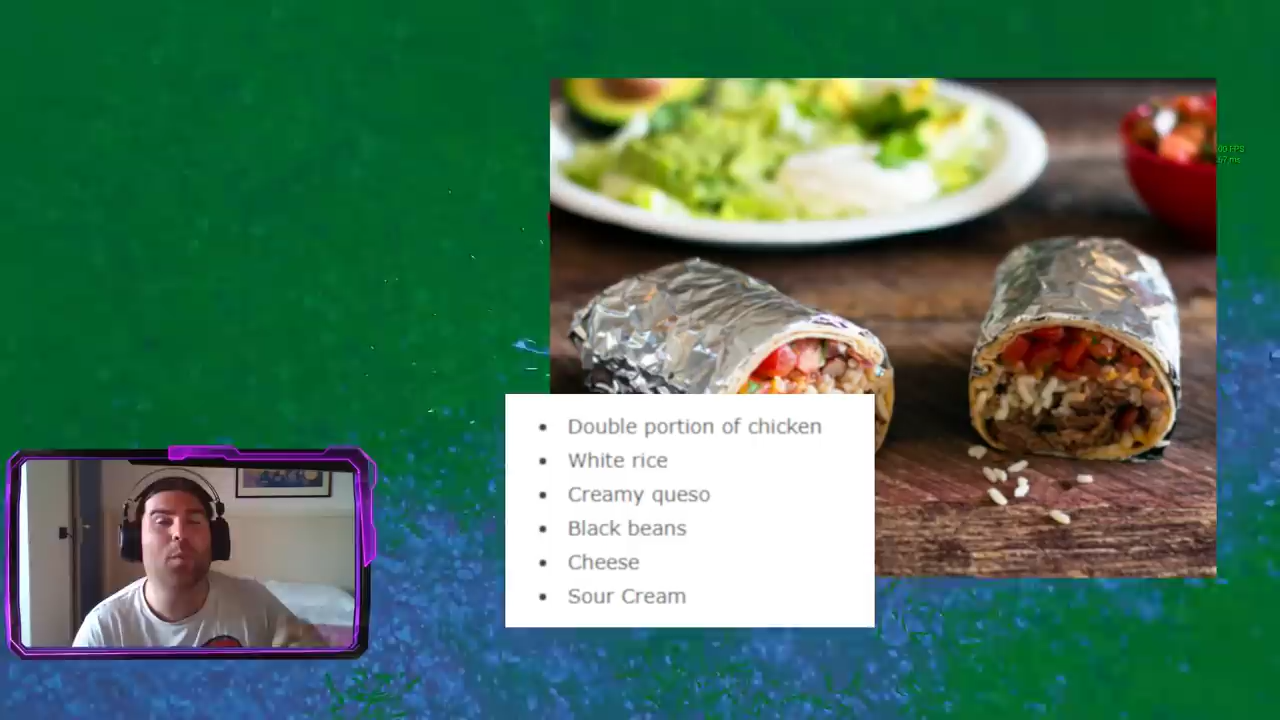 Double portion of chicken
White rice
Creamy queso
Black beans
Cheese
Sour Cream